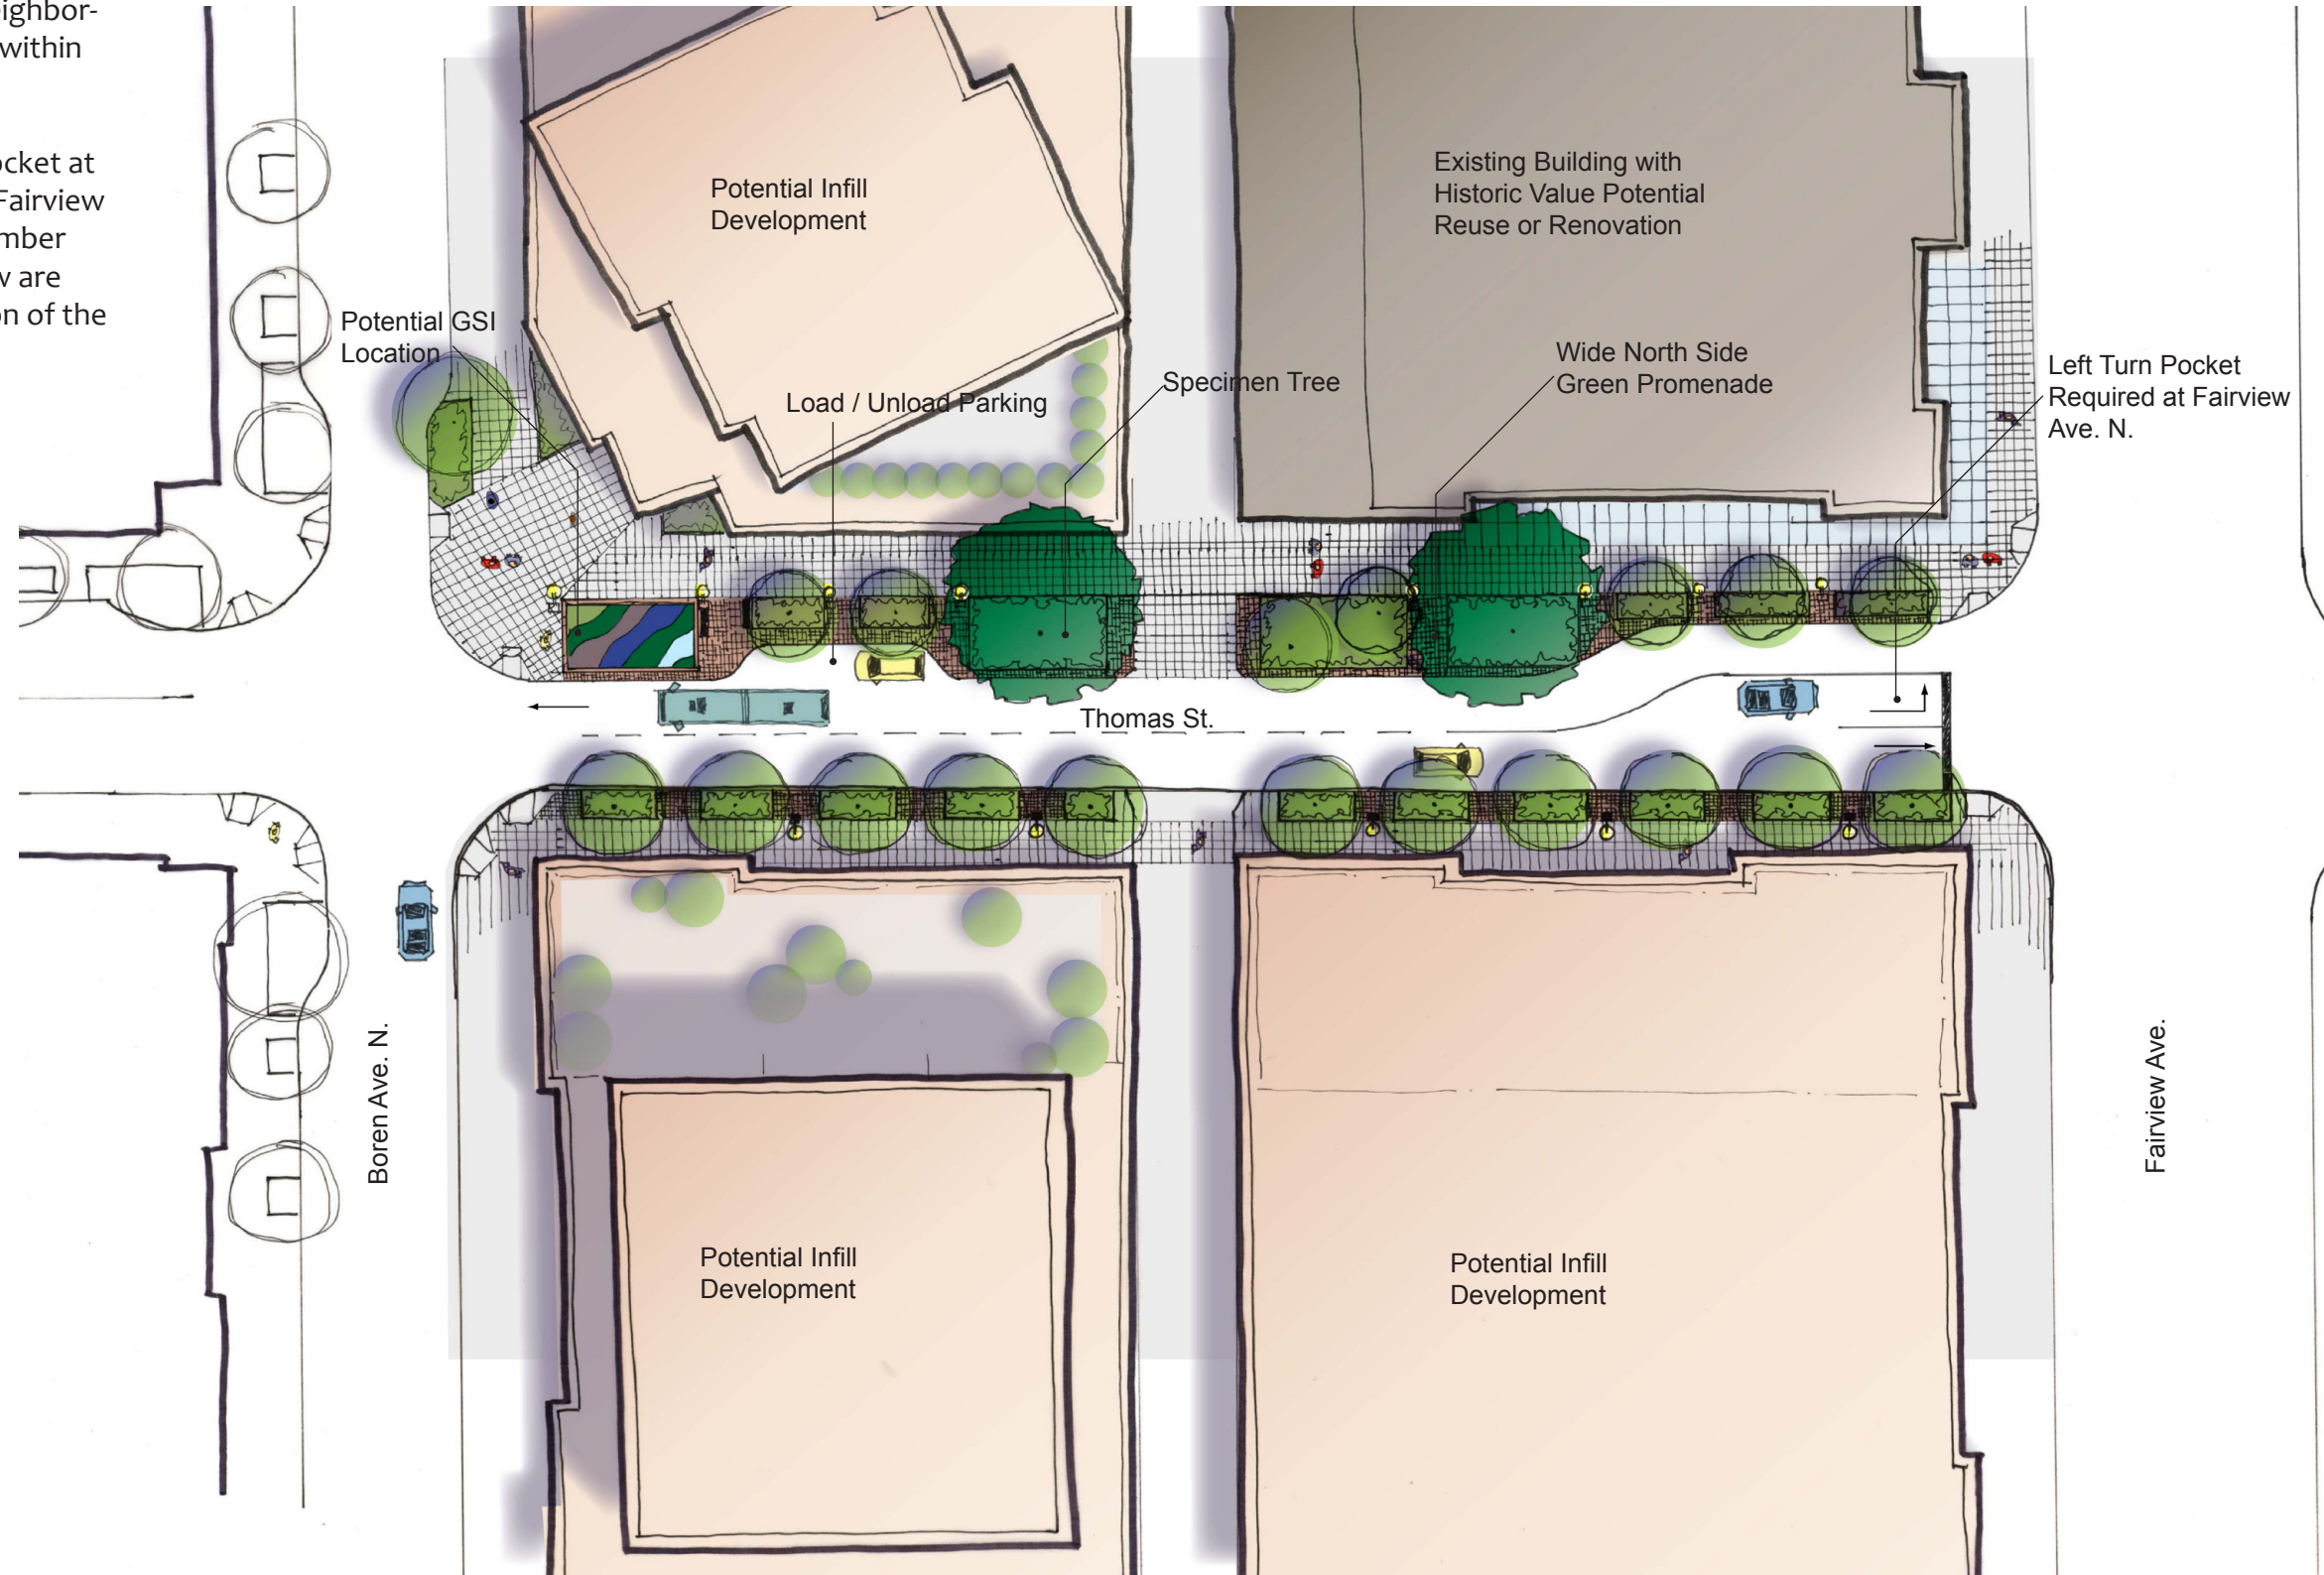 eighbor-
within
ocket at
Fairview
mber
w are
on of the
Potential Infill
Development
Existing Building with
Historic Value Potential
Reuse or Renovation
Potential GSI
Location
Load / Unload Parking
Specimen Tree
Wide North Side
Green Promenade
Left Turn Pocket
Required at Fairview
Ave. N.
Thomas St.
Boren Ave. N.
Fairview Ave.
Potential Infill
Development
Potential Infill
Development